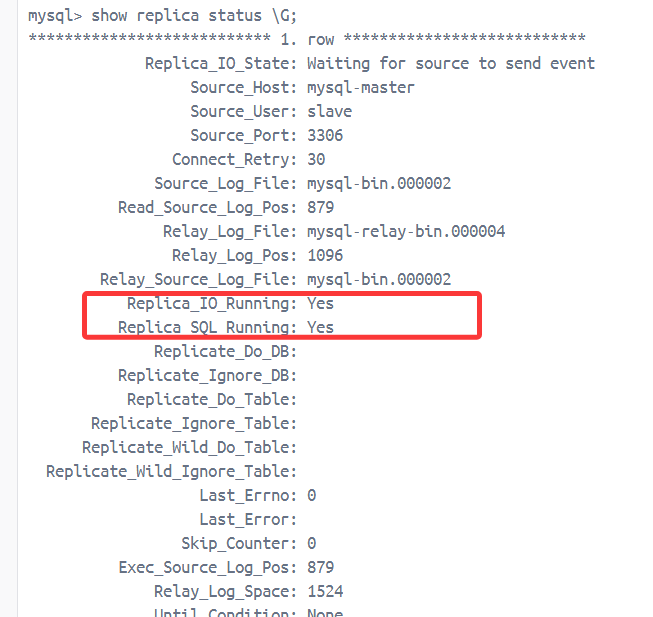 mysql> show replica status \G;
*************************** 1. row ***************************
Replica_IO_State: Waiting for source to send event
Source_Host: mysql-master
Source_User: slave
Source_Port: 3306
Connect_Retry: 30
Source_Log_File: mysql-bin.000002
Read_Source_Log_Pos: 879
Relay_Log_File: mysql-relay-bin.000004
Relay_Log_Pos: 1096
Relay_Source_Log_File: mysql-bin.000002
Replica_IO_Running: Yes
Replica_SQL_Running: Yes
Replicate_Do_DB:
Replicate_Ignore_DB:
Replicate_Do_Table:
Replicate_Ignore_Table:
Replicate_Wild_Do_Table:
Replicate_Wild_Ignore_Table:
Last_Errno: 0
Last_Error:
Skip_Counter: 0
Exec_Source_Log_Pos: 879
Relay_Log_Space: 1524
Until_Condition: None